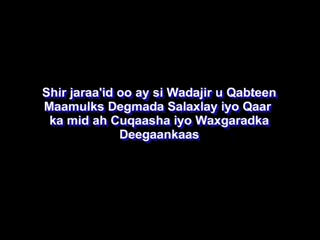 Shir jaraa'id oo ay si Wadajir u Qabteen
Maamulks Degmada Salaxlay iyo Qaar
ka mid ah Cuqaasha iyo Waxgaradka
Deegaankaas